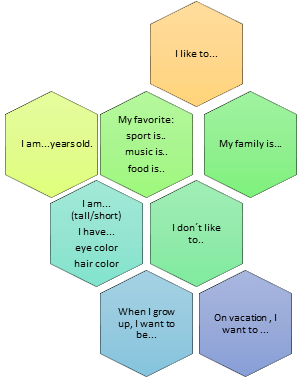 I like to...
I am...years old.
My favorite:
sport is..
music is..
food is..
My family is...
I am...
(tall/short)
I have...
eye color
hair color
I don´t like
to..
When I grow
up, I want to
be...
On vacation , I
want to ...